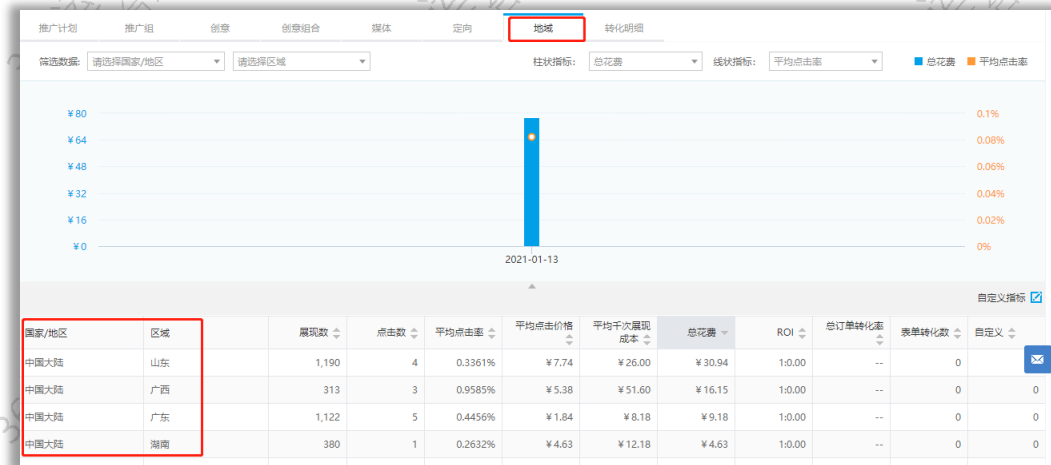 推广计划 推广组 创意 创意组合 媒体 定向 地域 转化明细
筛选数据: 请选择国家/地区 请选择区域 柱状指标: 总花费 线状指标: 平均点击率 总花费 平均点击率
¥80 0.1%
¥64 0.08%
¥48 0.06%
¥32 0.04%
¥16 0.02%
¥0 0%
2021-01-13
自定义指标
国家/地区 区域 展现数 点击数 平均点击率 平均点击价格 平均千次展现成本 总花费 ROI 总订单转化率 表单转化数 自定义
中国大陆 山东 1,190 4 0.3361% ¥7.74 ¥26.00 ¥30.94 1:0.00 -- 0
中国大陆 广西 313 3 0.9585% ¥5.38 ¥51.60 ¥16.15 1:0.00 -- 0 0
中国大陆 广东 1,122 5 0.4456% ¥1.84 ¥8.18 ¥9.18 1:0.00 -- 0 0
中国大陆 湖南 380 1 0.2632% ¥4.63 ¥12.18 ¥4.63 1:0.00 -- 0 0